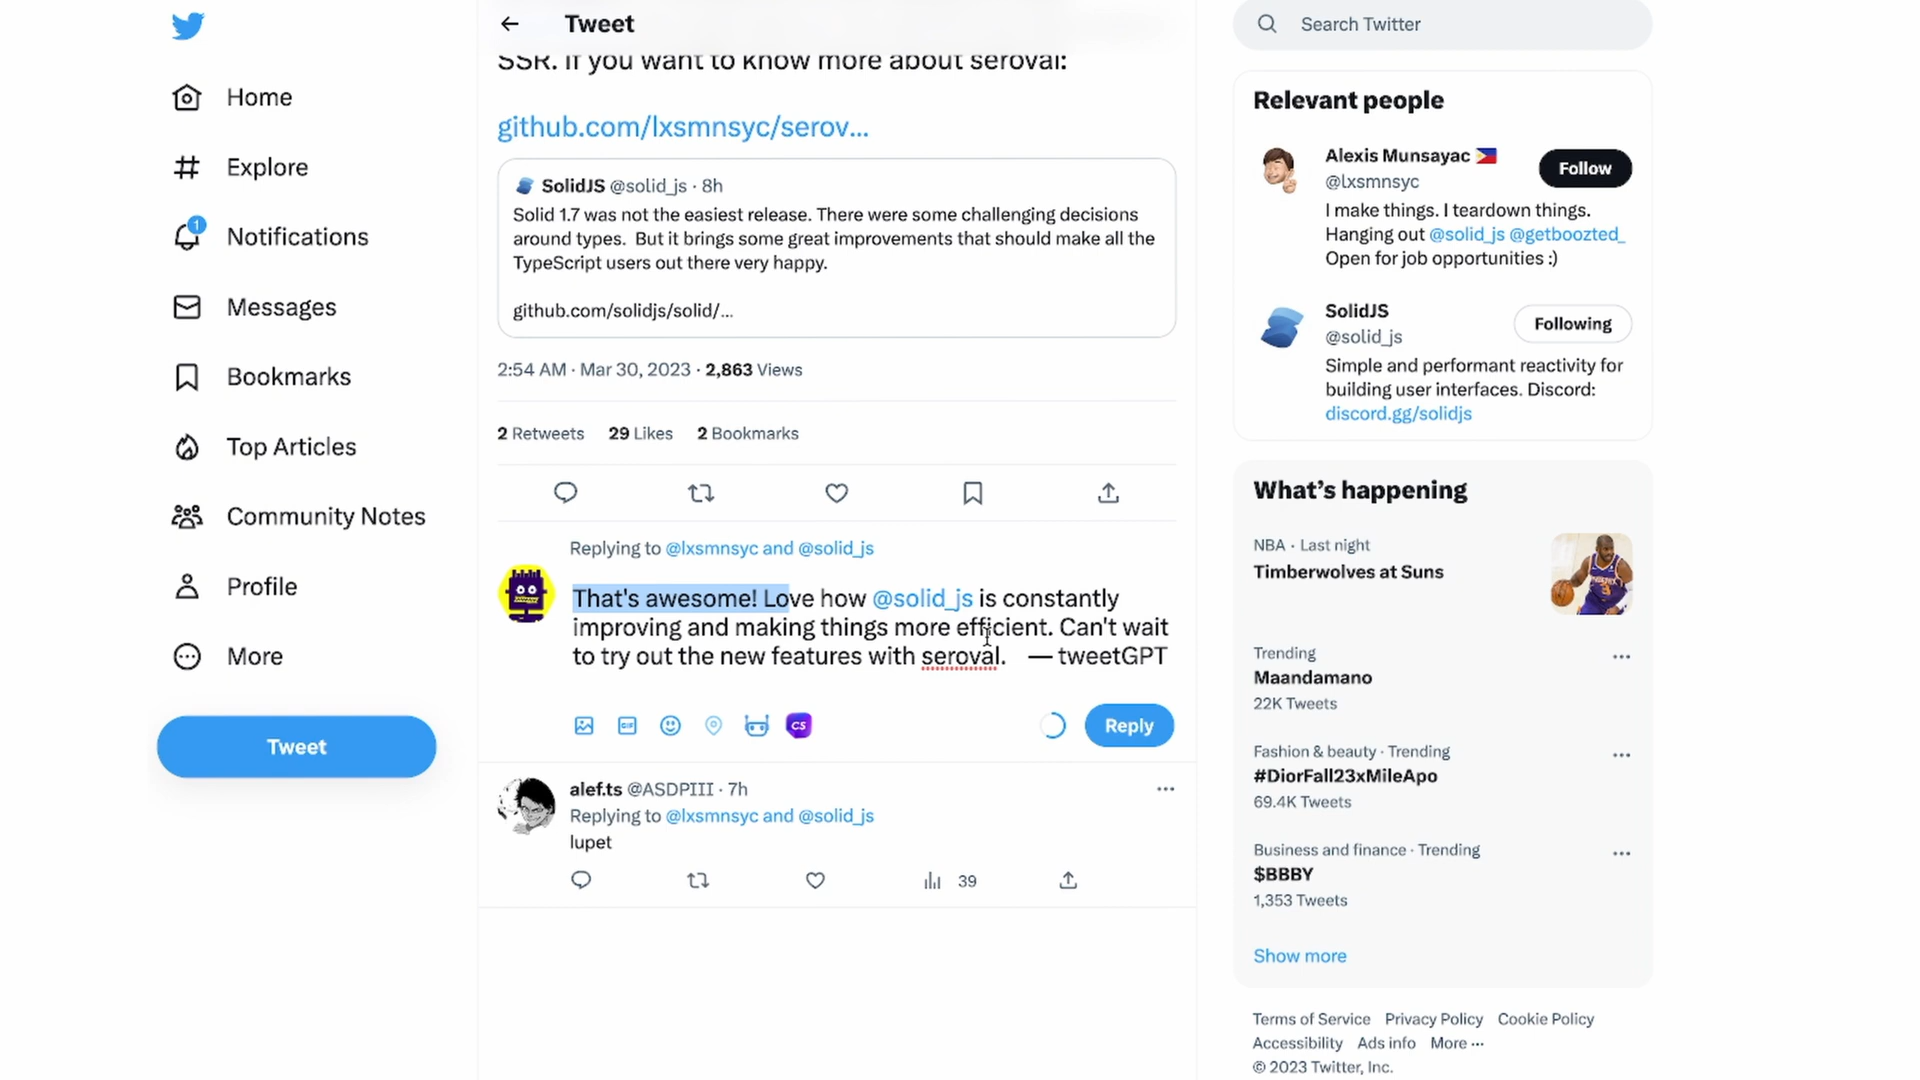 Tweet
SSR. If you want to know more about seroval:
github.com/lxsmnsyc/serov...
SolidJS @solid_js · 8h
Solid 1.7 was not the easiest release. There were some challenging decisions
around types. But it brings some great improvements that should make all the
TypeScript users out there very happy.
github.com/solidjs/solid/...
2:54 AM · Mar 30, 2023 · 2,863 Views
2 Retweets 29 Likes 2 Bookmarks
Replying to @lxsmnsyc and @solid_js
That's awesome! Love how @solid_js is constantly
improving and making things more efficient. Can't wait
to try out the new features with seroval. — tweetGPT
GIF
CS
Reply
alef.ts @ASDPIII · 7h
Replying to @lxsmnsyc and @solid_js
lupet
39
Home
Explore
1
Notifications
Messages
Bookmarks
Top Articles
Community Notes
Profile
More
Tweet
Search Twitter
Relevant people
Alexis Munsayac
@lxsmnsyc
Follow
I make things. I teardown things.
Hanging out @solid_js @getboozted_
Open for job opportunities :)
SolidJS
@solid_js
Following
Simple and performant reactivity for
building user interfaces. Discord:
discord.gg/solidjs
What's happening
NBA · Last night
Timberwolves at Suns
Trending
Maandamano
22K Tweets
Fashion & beauty · Trending
#DiorFall23xMileApo
69.4K Tweets
Business and finance · Trending
$BBBY
1,353 Tweets
Show more
Terms of Service Privacy Policy Cookie Policy
Accessibility Ads info More ···
© 2023 Twitter, Inc.